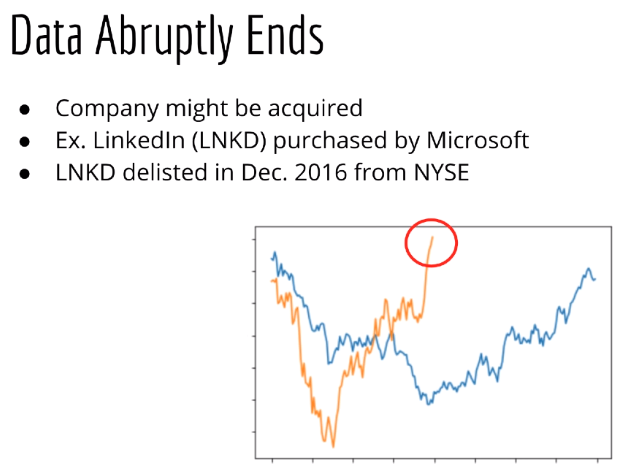 Data Abruptly Ends
● Company might be acquired
● Ex. LinkedIn (LNKD) purchased by Microsoft
● LNKD delisted in Dec. 2016 from NYSE